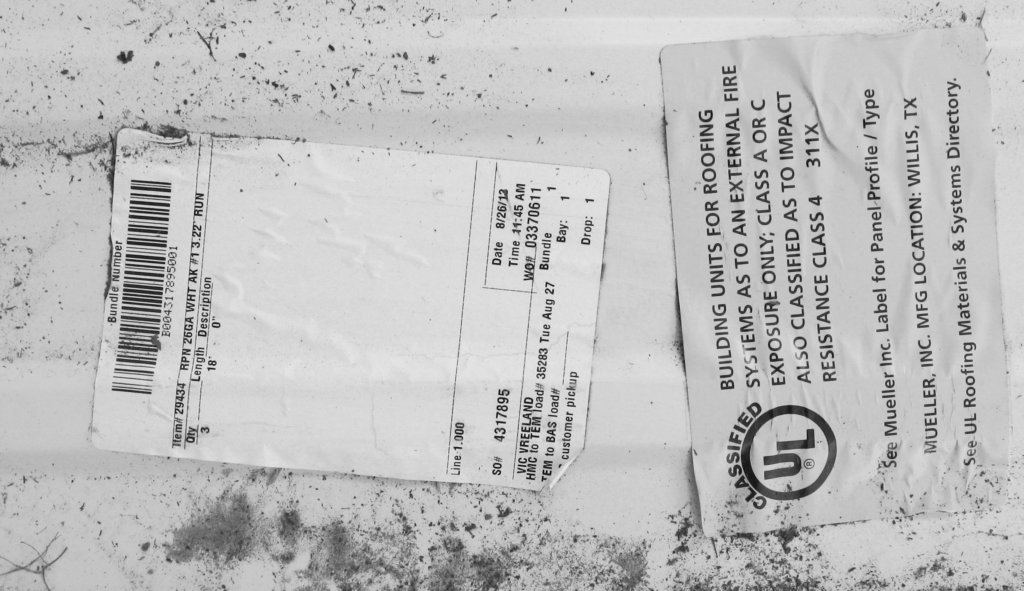 Bundle Number
B004317895001
Item# 29434 RPN 26GA WHT AK #1 3.22' RUN
Qty Length Description
3 18' 0"
Line:1.000
SO# 4317895
Date 8/26/13
Time 11:45 AM
WO# 03370611
VIC VREELAND
HMC to TEM load# 35283 Tue Aug 27 Bundle 1
TEM to BAS load# Bay: 1
customer pickup Drop: 1
CLASSIFIED
UL ®
BUILDING UNITS FOR ROOFING
SYSTEMS AS TO AN EXTERNAL FIRE
EXPOSURE ONLY; CLASS A OR C
ALSO CLASSIFIED AS TO IMPACT
RESISTANCE CLASS 4 311X
See Mueller Inc. Label for Panel Profile / Type
MUELLER, INC. MFG LOCATION: WILLIS, TX
See UL Roofing Materials & Systems Directory.